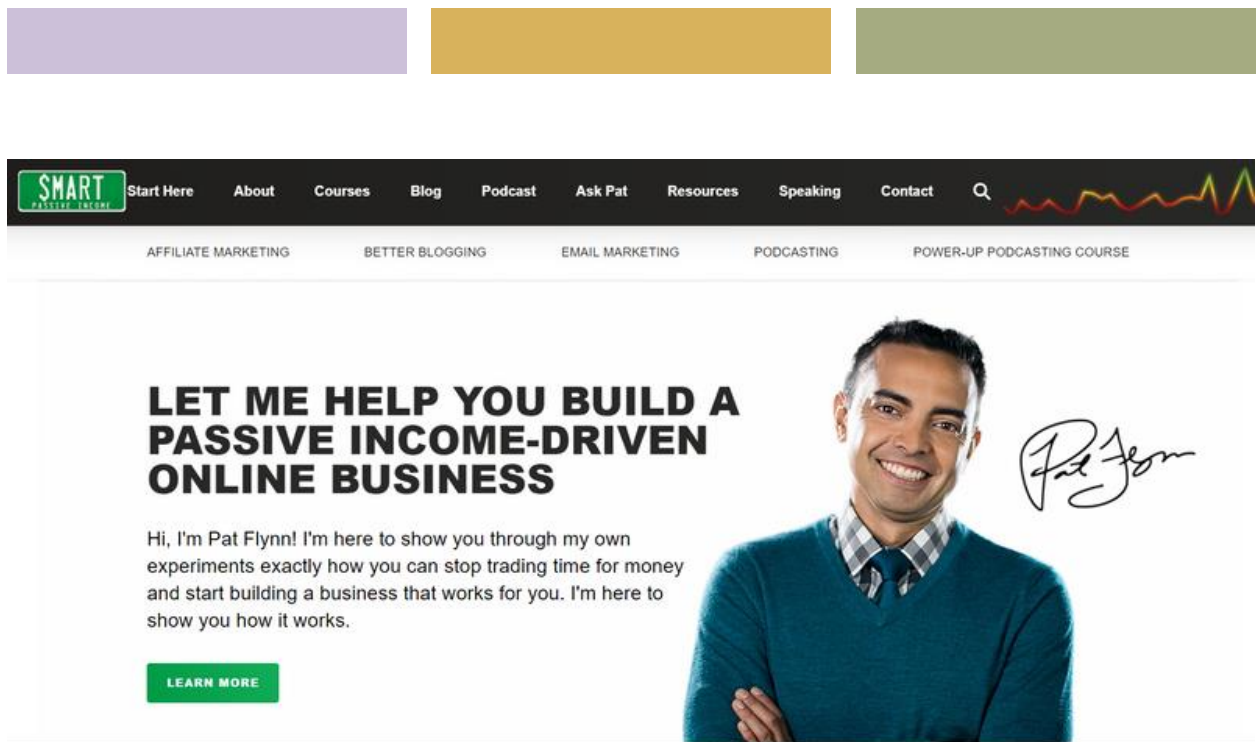 $MART
PASSIVE INCOME
Start Here About Courses Blog Podcast Ask Pat Resources Speaking Contact
AFFILIATE MARKETING BETTER BLOGGING EMAIL MARKETING PODCASTING POWER-UP PODCASTING COURSE
LET ME HELP YOU BUILD A
PASSIVE INCOME-DRIVEN
ONLINE BUSINESS
Pat Flynn
Hi, I'm Pat Flynn! I'm here to show you through my own
experiments exactly how you can stop trading time for money
and start building a business that works for you. I'm here to
show you how it works.
LEARN MORE